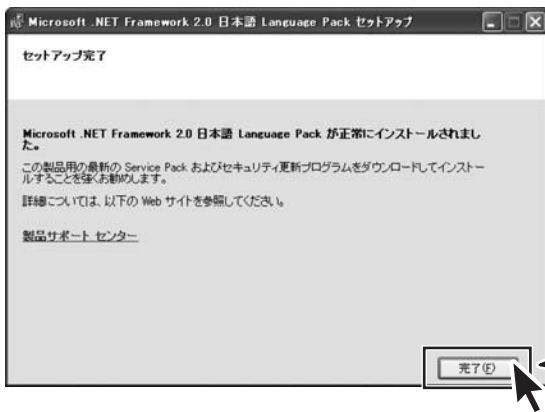 Microsoft .NET Framework 2.0 日本語 Language Pack セットアップ
セットアップ完了
Microsoft .NET Framework 2.0 日本語 Language Pack が正常にインストールされまし
た。
この製品用の最新の Service Pack およびセキュリティ更新プログラムをダウンロードしてインストー
ルすることを強くお勧めします。
詳細については、以下の Web サイトを参照してください。
製品サポート センター
完了(F)